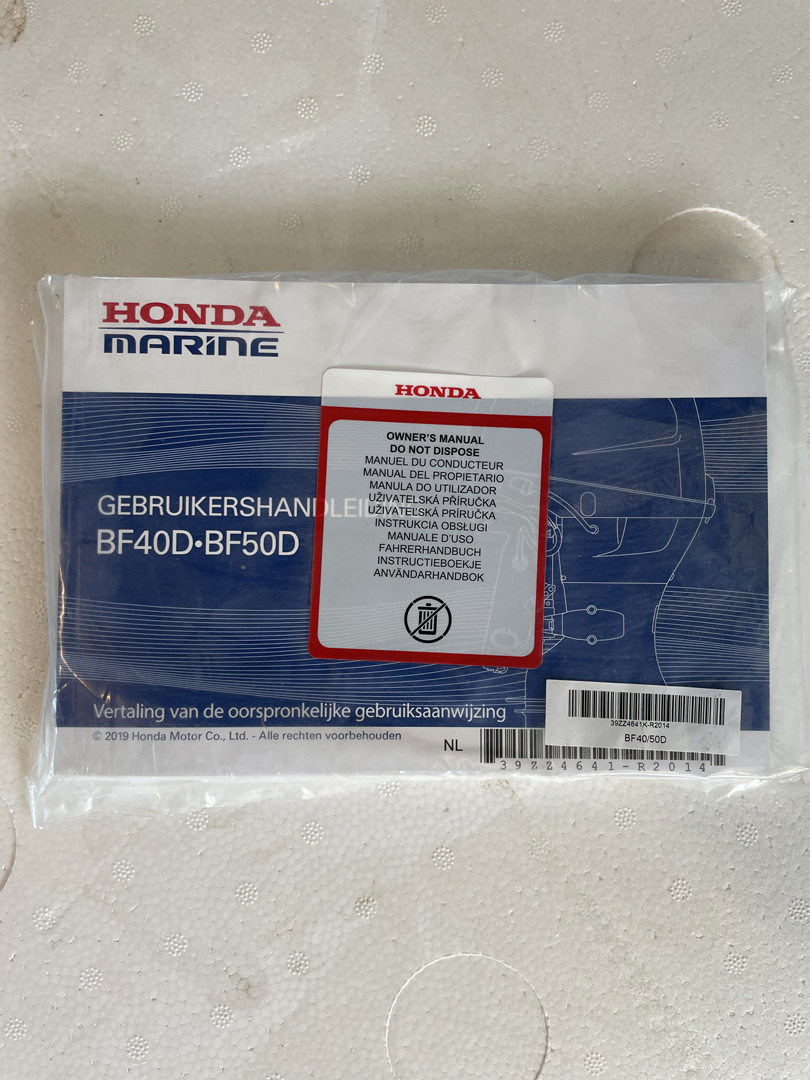 HONDA
MARINE
HONDA
OWNER'S MANUAL
DO NOT DISPOSE
MANUEL DU CONDUCTEUR
MANUAL DEL PROPIETARIO
MANULA DO UTILIZADOR
UŽIVATELSKÁ PŘÍRUČKA
UŽIVATEĽSKÁ PRÍRUČKA
INSTRUKCIA OBSŁUGI
MANUALE D'USO
FAHRERHANDBUCH
INSTRUCTIEBOEKJE
ANVÄNDARHANDBOK
GEBRUIKERSHANDLEIDING
BF40D•BF50D
Vertaling van de oorspronkelijke gebruiksaanwijzing
© 2019 Honda Motor Co., Ltd. - Alle rechten voorbehouden
NL
39ZZ4641K-R2014
BF40/50D
39ZZ4641-R2014